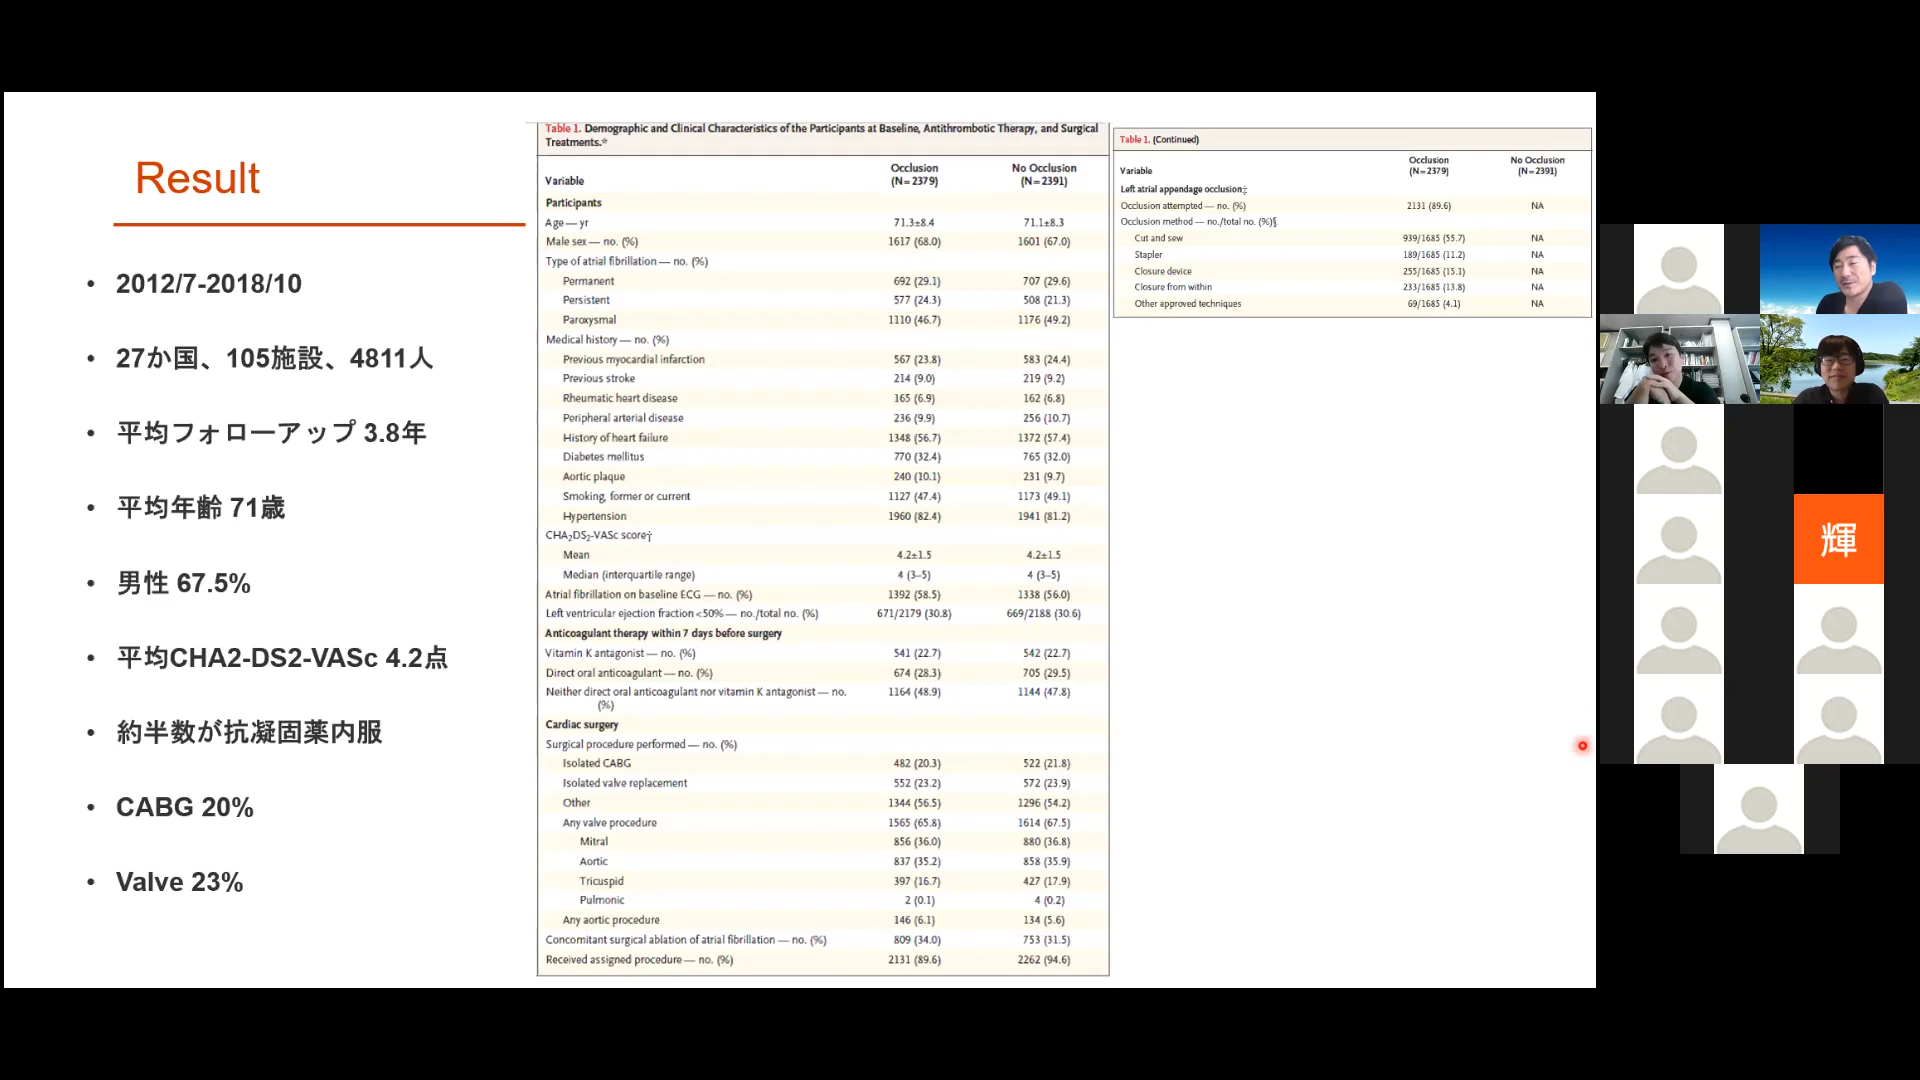 Result
• 2012/7-2018/10
• 27か国、105施設、4811人
• 平均フォローアップ 3.8年
• 平均年齢 71歳
• 男性 67.5%
• 平均CHA2-DS2-VASc 4.2点
• 約半数が抗凝固薬内服
• CABG 20%
• Valve 23%
Table 1. Demographic and Clinical Characteristics of the Participants at Baseline, Antithrombotic Therapy, and Surgical
Treatments.*
Variable Occlusion (N=2379) No Occlusion (N=2391)
Participants
Age — yr 71.3±8.4 71.1±8.3
Male sex — no. (%) 1617 (68.0) 1601 (67.0)
Type of atrial fibrillation — no. (%)
Permanent 692 (29.1) 707 (29.6)
Persistent 577 (24.3) 508 (21.3)
Paroxysmal 1110 (46.7) 1176 (49.2)
Medical history — no. (%)
Previous myocardial infarction 567 (23.8) 583 (24.4)
Previous stroke 214 (9.0) 219 (9.2)
Rheumatic heart disease 165 (6.9) 162 (6.8)
Peripheral arterial disease 236 (9.9) 256 (10.7)
History of heart failure 1348 (56.7) 1372 (57.4)
Diabetes mellitus 770 (32.4) 765 (32.0)
Aortic plaque 240 (10.1) 231 (9.7)
Smoking, former or current 1127 (47.4) 1173 (49.1)
Hypertension 1960 (82.4) 1941 (81.2)
CHA₂DS₂-VASc score†
Mean 4.2±1.5 4.2±1.5
Median (interquartile range) 4 (3–5) 4 (3–5)
Atrial fibrillation on baseline ECG — no. (%) 1392 (58.5) 1338 (56.0)
Left ventricular ejection fraction <50% — no./total no. (%) 671/2179 (30.8) 669/2188 (30.6)
Anticoagulant therapy within 7 days before surgery
Vitamin K antagonist — no. (%) 541 (22.7) 542 (22.7)
Direct oral anticoagulant — no. (%) 674 (28.3) 705 (29.5)
Neither direct oral anticoagulant nor vitamin K antagonist — no. 1164 (48.9) 1144 (47.8)
(%)
Cardiac surgery
Surgical procedure performed — no. (%)
Isolated CABG 482 (20.3) 522 (21.8)
Isolated valve replacement 552 (23.2) 572 (23.9)
Other 1344 (56.5) 1296 (54.2)
Any valve procedure 1565 (65.8) 1614 (67.5)
Mitral 856 (36.0) 880 (36.8)
Aortic 837 (35.2) 858 (35.9)
Tricuspid 397 (16.7) 427 (17.9)
Pulmonic 2 (0.1) 4 (0.2)
Any aortic procedure 146 (6.1) 134 (5.6)
Concomitant surgical ablation of atrial fibrillation — no. (%) 809 (34.0) 753 (31.5)
Received assigned procedure — no. (%) 2131 (89.6) 2262 (94.6)
Table 1. (Continued)
Variable Occlusion (N=2379) No Occlusion (N=2391)
Left atrial appendage occlusion‡
Occlusion attempted — no. (%) 2131 (89.6) NA
Occlusion method — no./total no. (%)§
Cut and sew 939/1685 (55.7) NA
Stapler 189/1685 (11.2) NA
Closure device 255/1685 (15.1) NA
Closure from within 233/1685 (13.8) NA
Other approved techniques 69/1685 (4.1) NA
輝